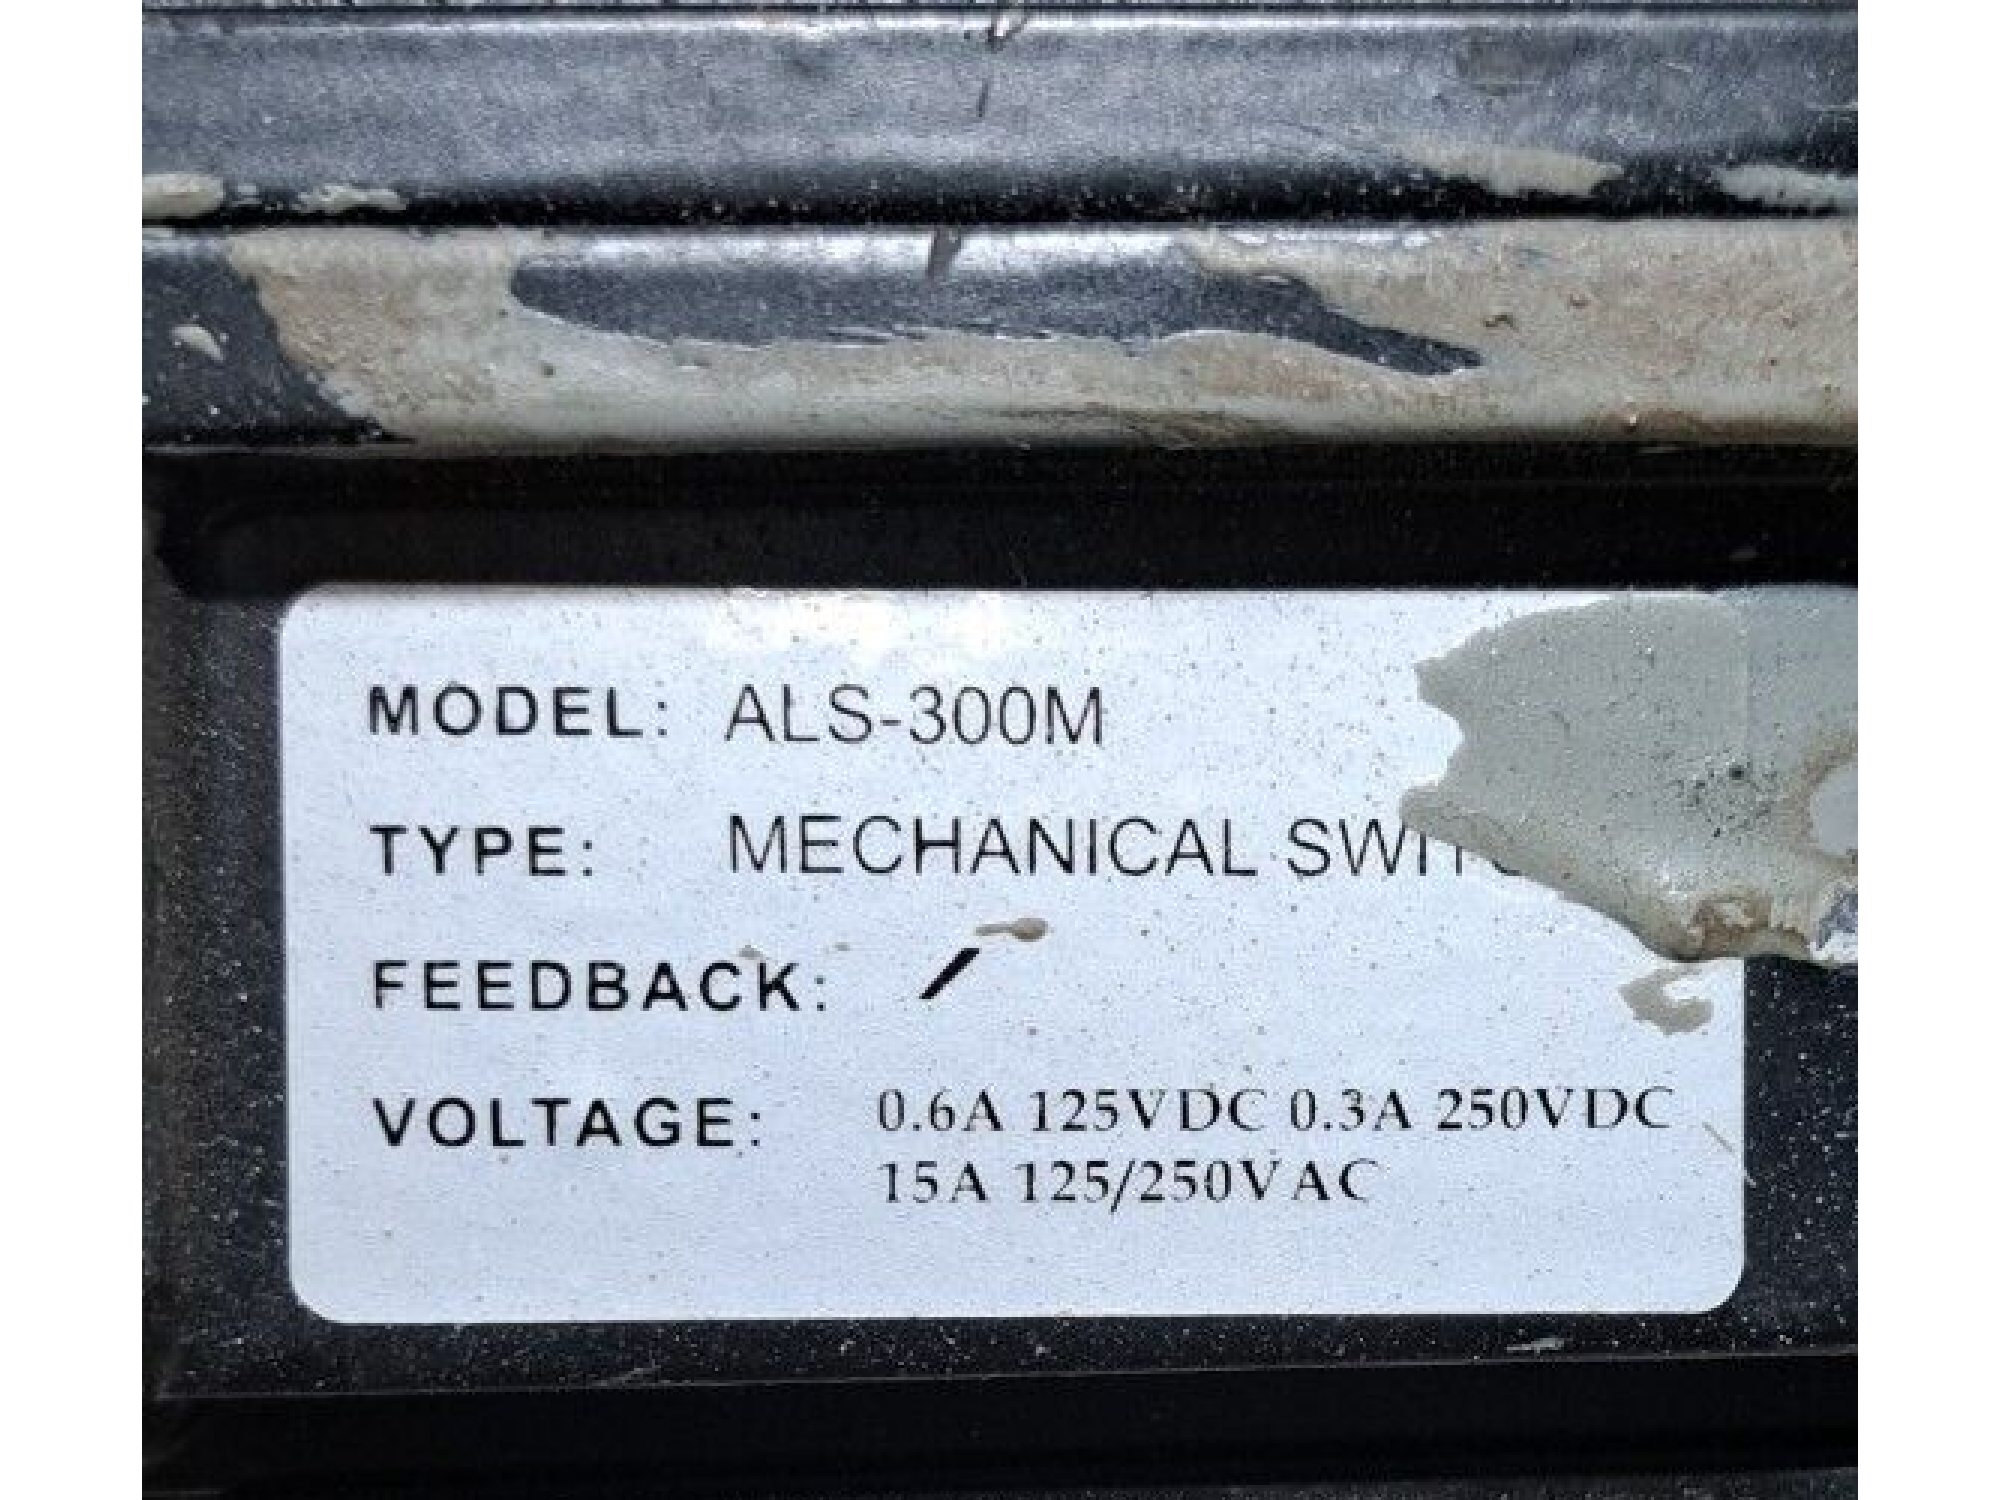 MODEL: ALS-300M
TYPE: MECHANICAL
FEEDBACK: /
VOLTAGE: 0.6A 125VDC 0.3A 250VDC
15A 125/250VAC